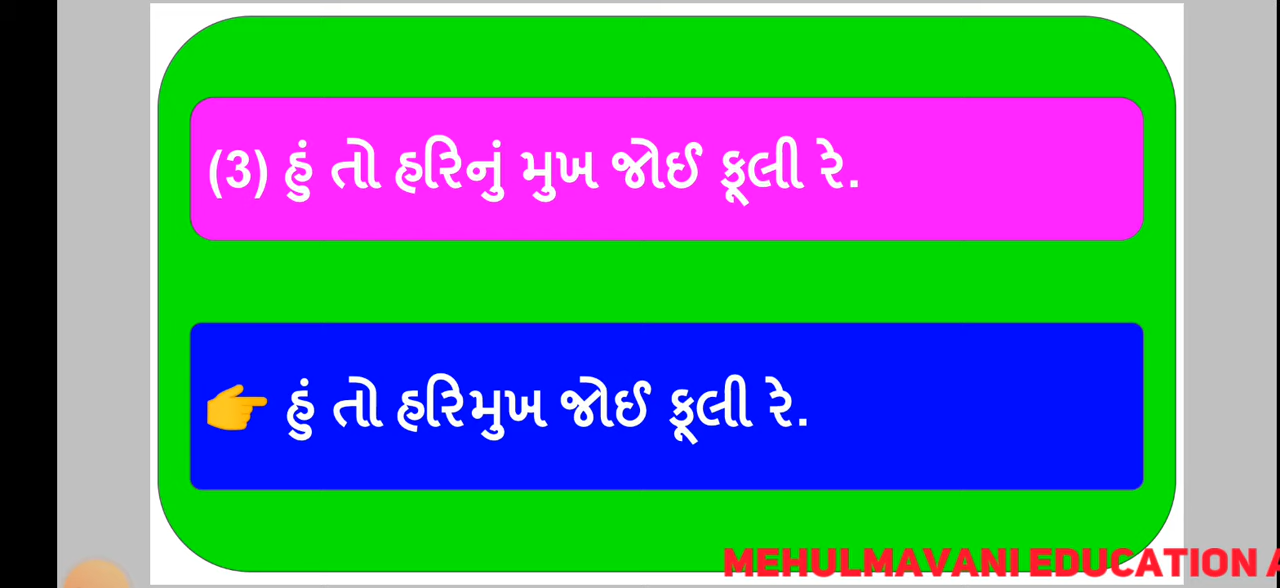 (3) હું તો હરિનું મુખ જોઈ ફૂલી રે.
👉 હું તો હરિમુખ જોઈ ફૂલી રે.
MEHULMAVANI EDUCATION A